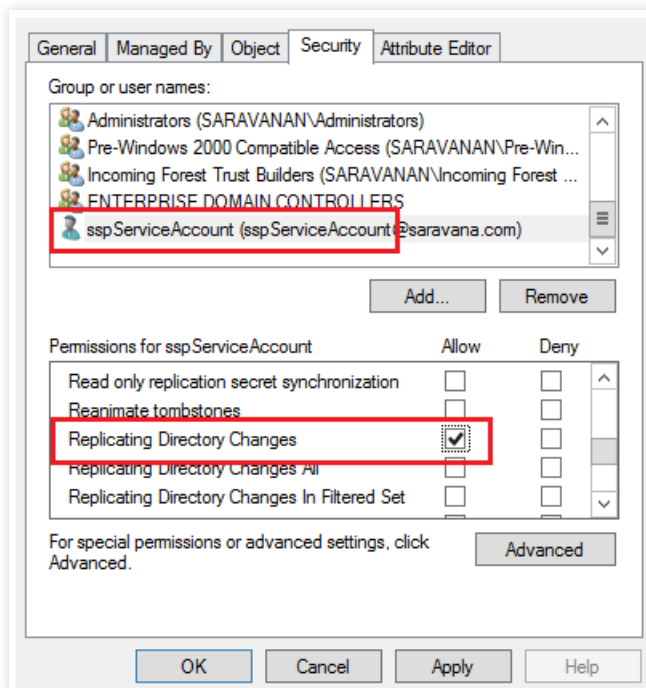 General Managed By Object Security Attribute Editor
Group or user names:
Administrators (SARAVANAN\Administrators)
Pre-Windows 2000 Compatible Access (SARAVANAN\Pre-Win...
Incoming Forest Trust Builders (SARAVANAN\Incoming Forest ...
ENTERPRISE DOMAIN CONTROLLERS
sspServiceAccount (sspServiceAccount@saravana.com)
Add... Remove
Permissions for sspServiceAccount Allow Deny
Read only replication secret synchronization
Reanimate tombstones
Replicating Directory Changes
Replicating Directory Changes All
Replicating Directory Changes In Filtered Set
For special permissions or advanced settings, click
Advanced.
Advanced
OK Cancel Apply Help